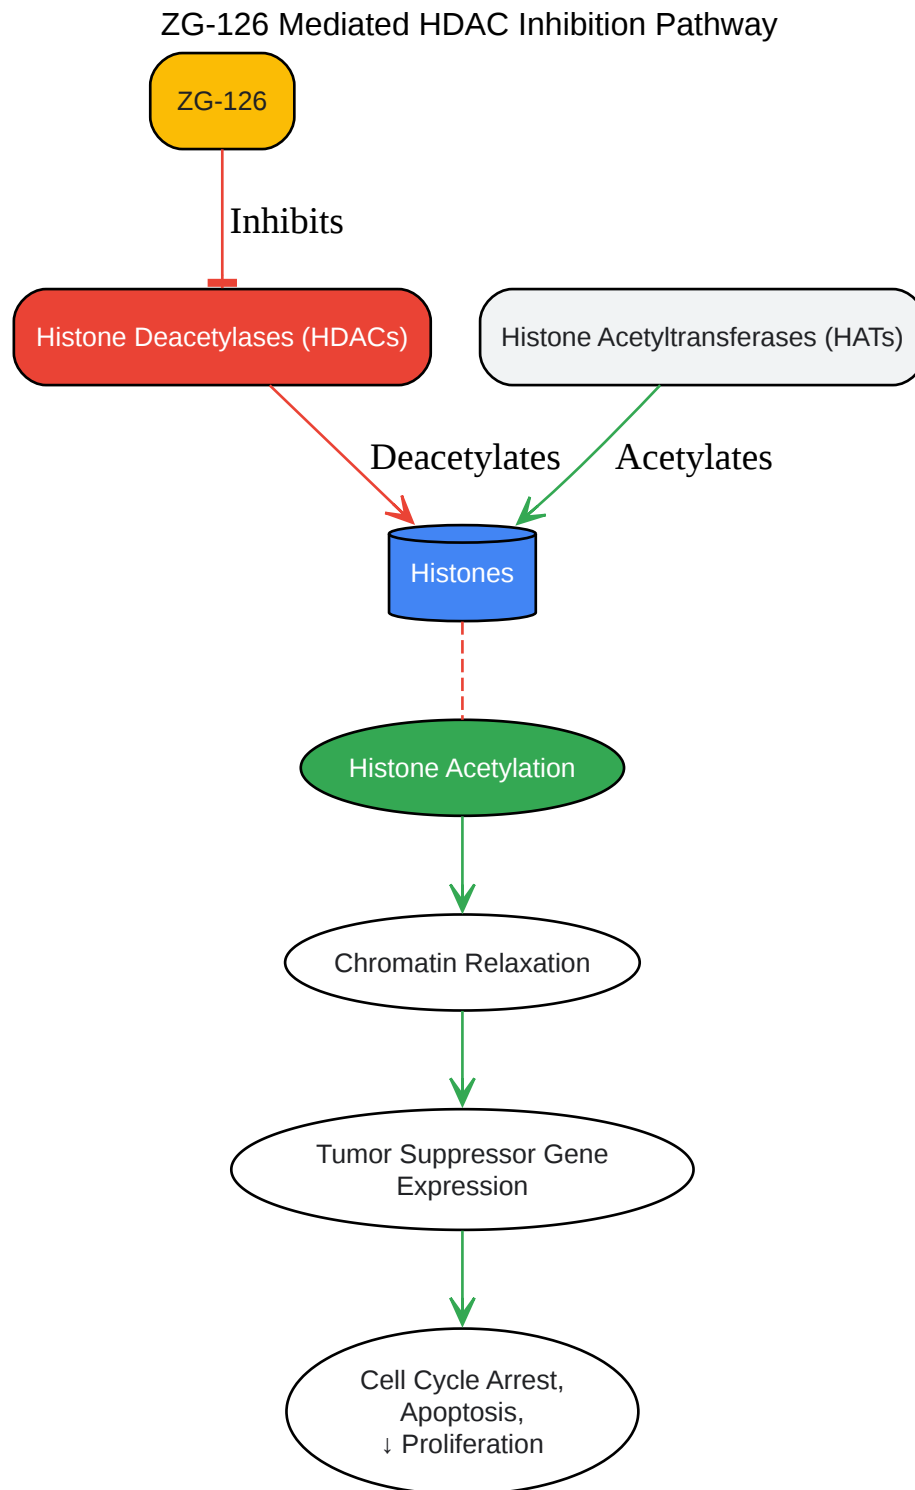 ZG-126 Mediated HDAC Inhibition Pathway
ZG-126
Inhibits
Histone Deacetylases (HDACs)
Histone Acetyltransferases (HATs)
Deacetylates
Acetylates
Histones
Histone Acetylation
Chromatin Relaxation
Tumor Suppressor Gene
Expression
Cell Cycle Arrest,
Apoptosis,
↓ Proliferation